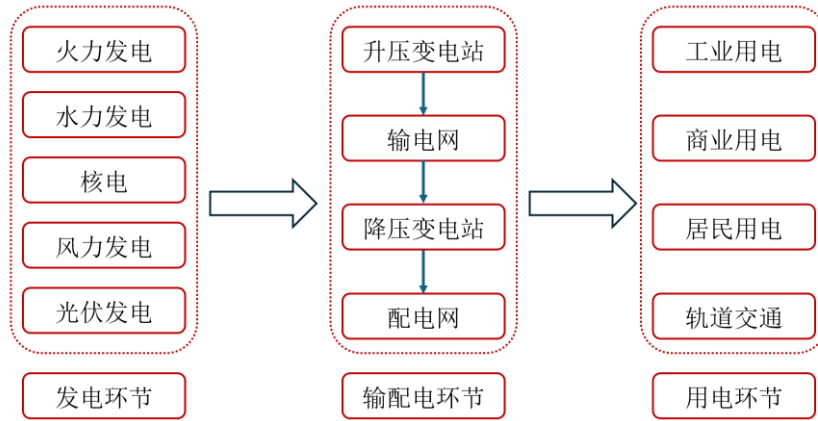 火力发电
水力发电
核电
风力发电
光伏发电
发电环节
升压变电站
输电网
降压变电站
配电网
输配电环节
工业用电
商业用电
居民用电
轨道交通
用电环节